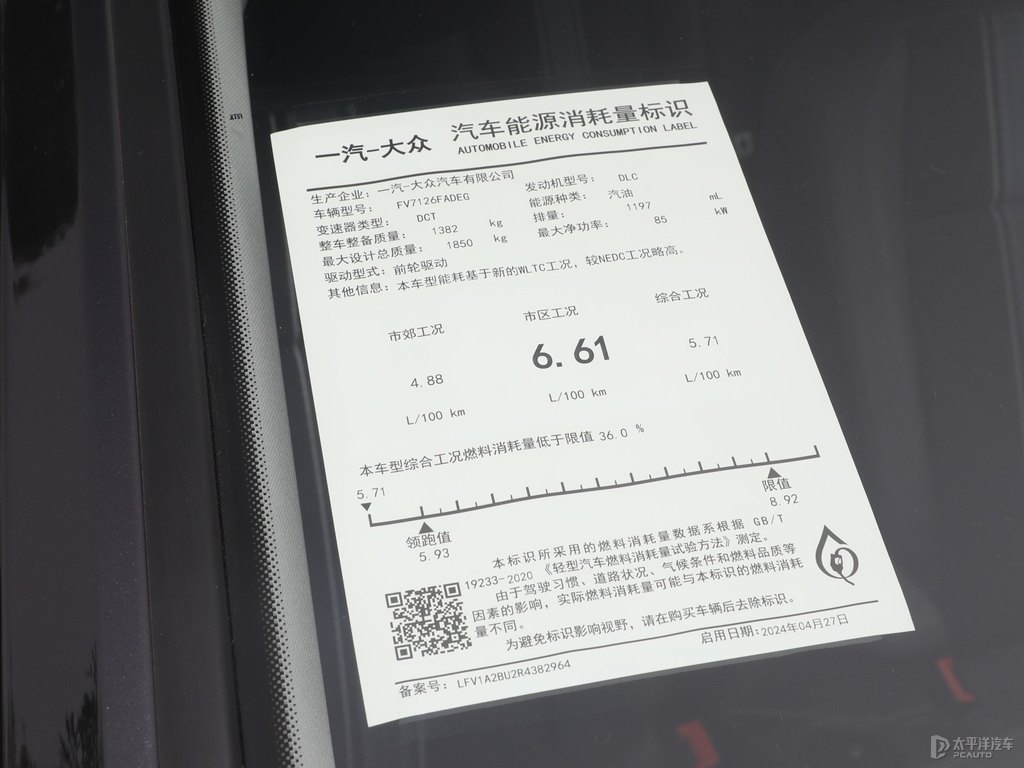 一汽-大众 汽车能源消耗量标识
AUTOMOBILE ENERGY CONSUMPTION LABEL
生产企业：一汽-大众汽车有限公司
车辆型号： FV7126FADEG 发动机型号： DLC
变速器类型： DCT 能源种类： 汽油
整车整备质量： 1382 kg 排量： 1197 mL
最大设计总质量： 1850 kg 最大净功率： 85 kW
驱动型式：前轮驱动
其他信息：本车型能耗基于新的WLTC工况，较NEDC工况略高。
市郊工况 市区工况 综合工况
4.88 6.61 5.71
L/100 km L/100 km L/100 km
本车型综合工况燃料消耗量低于限值 36.0 %
5.71
领跑值 限值
5.93 8.92
本标识所采用的燃料消耗量数据系根据 GB/T
19233-2020 《轻型汽车燃料消耗量试验方法》测定。
由于驾驶习惯、道路状况、气候条件和燃料品质等
因素的影响，实际燃料消耗量可能与本标识的燃料消耗
量不同。
为避免标识影响视野，请在购买车辆后去除标识。
备案号：LFV1A2BU2R4382964 启用日期:2024年04月27日
太平洋汽车
PCAUTO